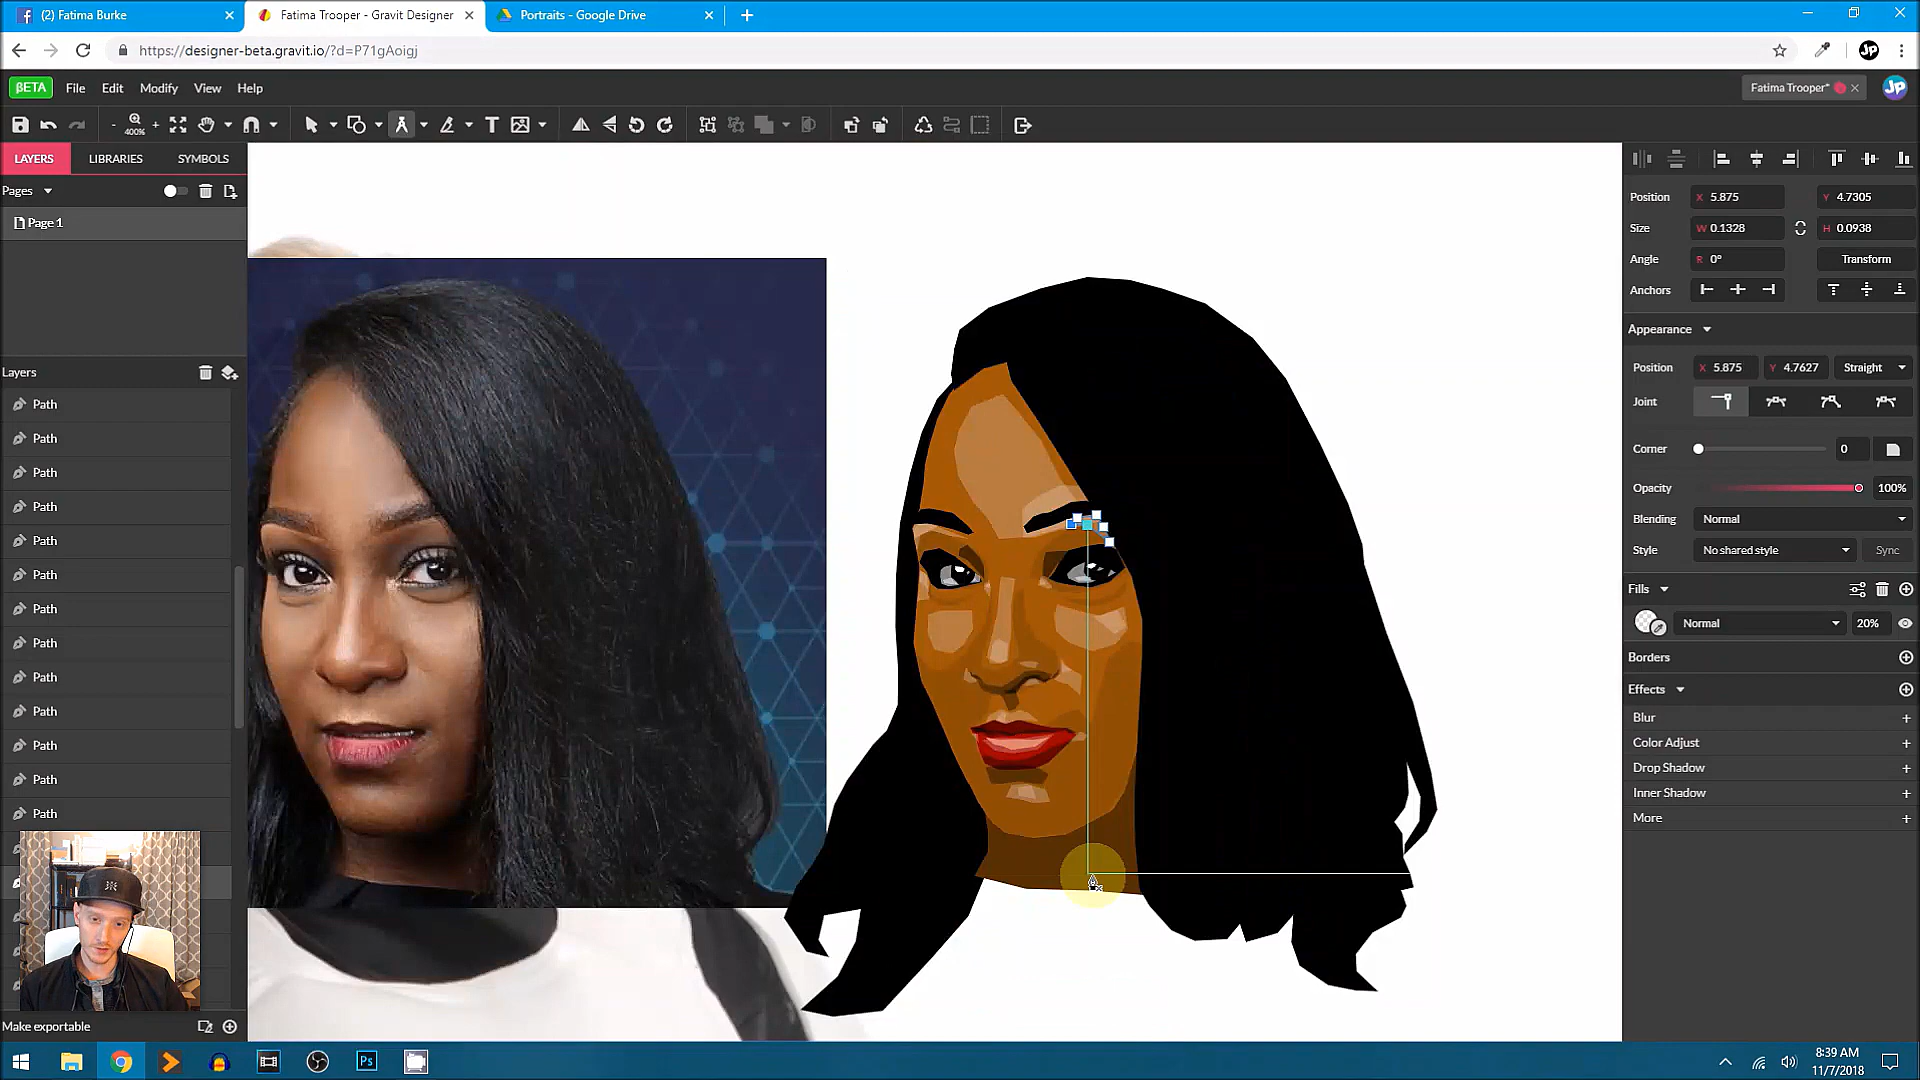 (2) Fatima Burke
Fatima Trooper - Gravit Designer
Portraits - Google Drive
https://designer-beta.gravit.io/?d=P71gAoigj
JP
βETA
File
Edit
Modify
View
Help
Fatima Trooper*
JP
- 400% +
T
LAYERS
LIBRARIES
SYMBOLS
Pages
Page 1
Layers
Path
Path
Path
Path
Path
Path
Path
Path
Path
Path
Path
Path
Path
Make exportable
Position
X 5.875
Y 4.7305
Size
W 0.1328
H 0.0938
Angle
R 0°
Transform
Anchors
Appearance
Position
X 5.875
Y 4.7627
Straight
Joint
Corner
0
Opacity
100%
Blending
Normal
Style
No shared style
Sync
Fills
Normal
20%
Borders
Effects
Blur
Color Adjust
Drop Shadow
Inner Shadow
More
Ps
8:39 AM
11/7/2018